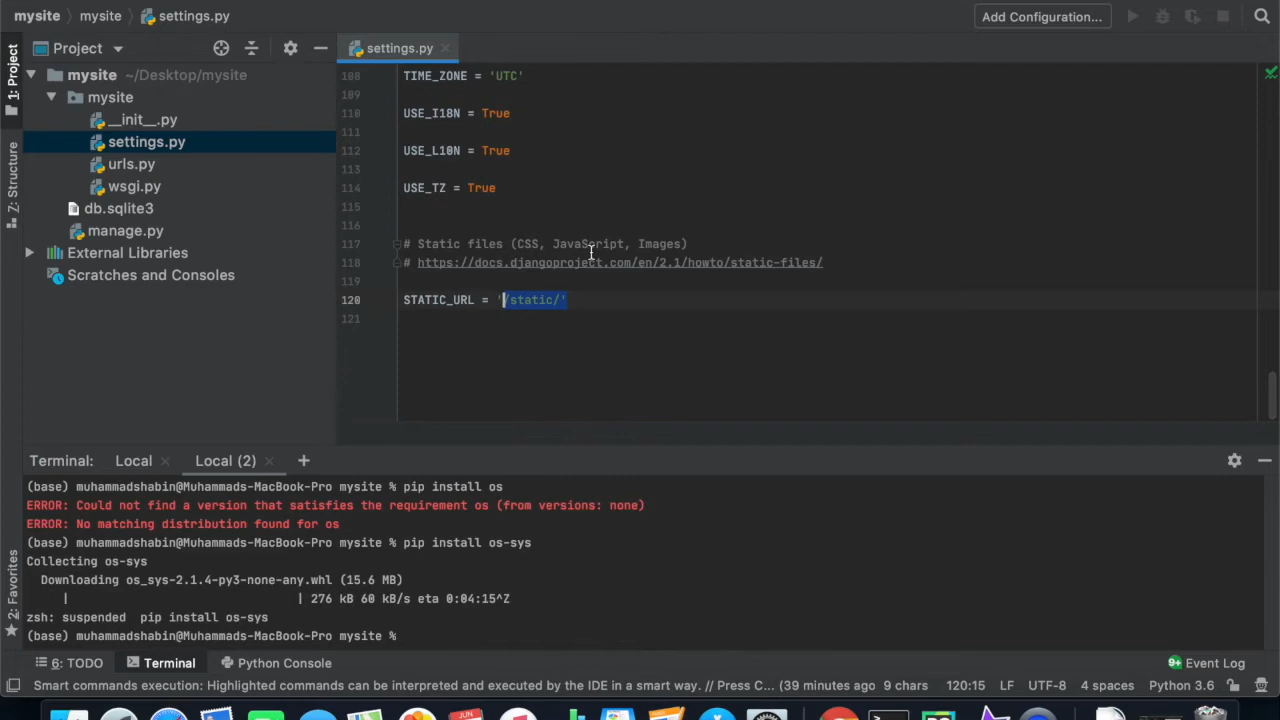 mysite mysite settings.py Add Configuration...
Project settings.py
1: Project
Z: Structure
2: Favorites
mysite ~/Desktop/mysite
mysite
__init__.py
settings.py
urls.py
wsgi.py
db.sqlite3
manage.py
External Libraries
Scratches and Consoles
108 TIME_ZONE = 'UTC'
109
110 USE_I18N = True
111
112 USE_L10N = True
113
114 USE_TZ = True
115
116
117 # Static files (CSS, JavaScript, Images)
118 # https://docs.djangoproject.com/en/2.1/howto/static-files/
119
120 STATIC_URL = '/static/'
121
Terminal: Local Local (2)
(base) muhammadshabin@Muhammads-MacBook-Pro mysite % pip install os
ERROR: Could not find a version that satisfies the requirement os (from versions: none)
ERROR: No matching distribution found for os
(base) muhammadshabin@Muhammads-MacBook-Pro mysite % pip install os-sys
Collecting os-sys
Downloading os_sys-2.1.4-py3-none-any.whl (15.6 MB)
| | 276 kB 60 kB/s eta 0:04:15^Z
zsh: suspended pip install os-sys
(base) muhammadshabin@Muhammads-MacBook-Pro mysite %
6: TODO Terminal Python Console 9+ Event Log
Smart commands execution: Highlighted commands can be interpreted and executed by the IDE in a smart way. // Press C... (39 minutes ago 9 chars 120:15 LF UTF-8 4 spaces Python 3.6